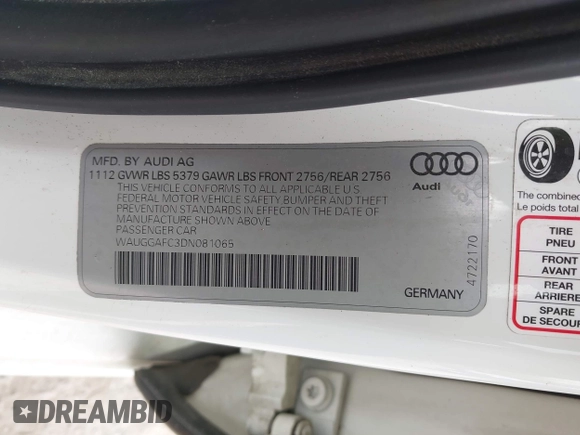 MFD. BY AUDI AG
1112 GVWR LBS 5379 GAWR LBS FRONT 2756/REAR 2756
THIS VEHICLE CONFORMS TO ALL APPLICABLE U.S.
FEDERAL MOTOR VEHICLE SAFETY, BUMPER AND THEFT
PREVENTION STANDARDS IN EFFECT ON THE DATE OF
MANUFACTURE SHOWN ABOVE
PASSENGER CAR
WAUGGAFC3DN081065
Audi
4722170
GERMANY
The combined
Le poids total
TIRE
PNEU
FRONT
AVANT
REAR
ARRIERE
SPARE
DE SECOUR
DREAMBID